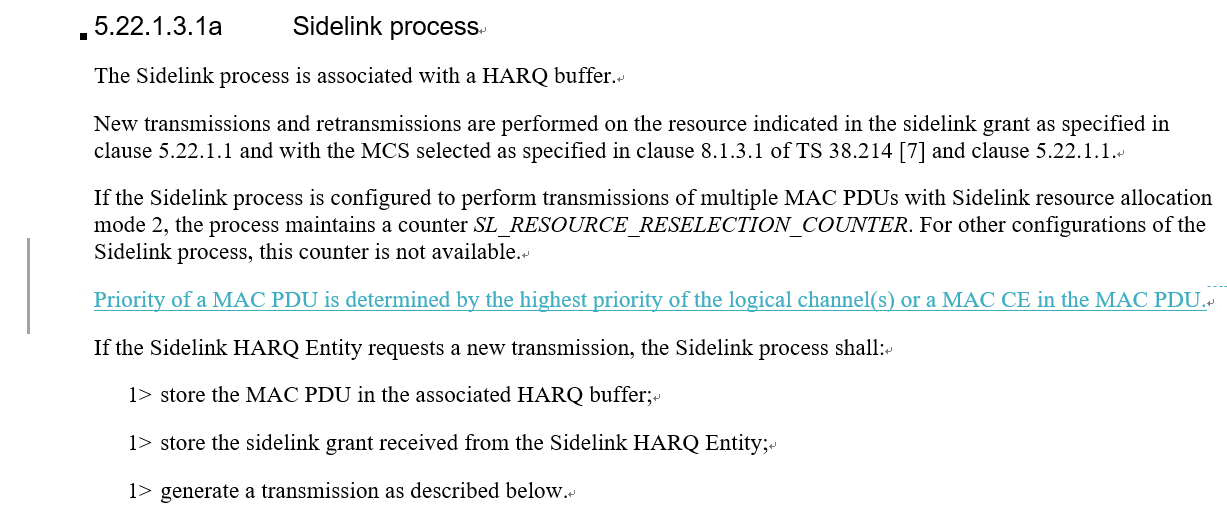 5.22.1.3.1a Sidelink process
The Sidelink process is associated with a HARQ buffer.
New transmissions and retransmissions are performed on the resource indicated in the sidelink grant as specified in
clause 5.22.1.1 and with the MCS selected as specified in clause 8.1.3.1 of TS 38.214 [7] and clause 5.22.1.1.
If the Sidelink process is configured to perform transmissions of multiple MAC PDUs with Sidelink resource allocation
mode 2, the process maintains a counter SL_RESOURCE_RESELECTION_COUNTER. For other configurations of the
Sidelink process, this counter is not available.
Priority of a MAC PDU is determined by the highest priority of the logical channel(s) or a MAC CE in the MAC PDU.
If the Sidelink HARQ Entity requests a new transmission, the Sidelink process shall:
1> store the MAC PDU in the associated HARQ buffer;
1> store the sidelink grant received from the Sidelink HARQ Entity;
1> generate a transmission as described below.